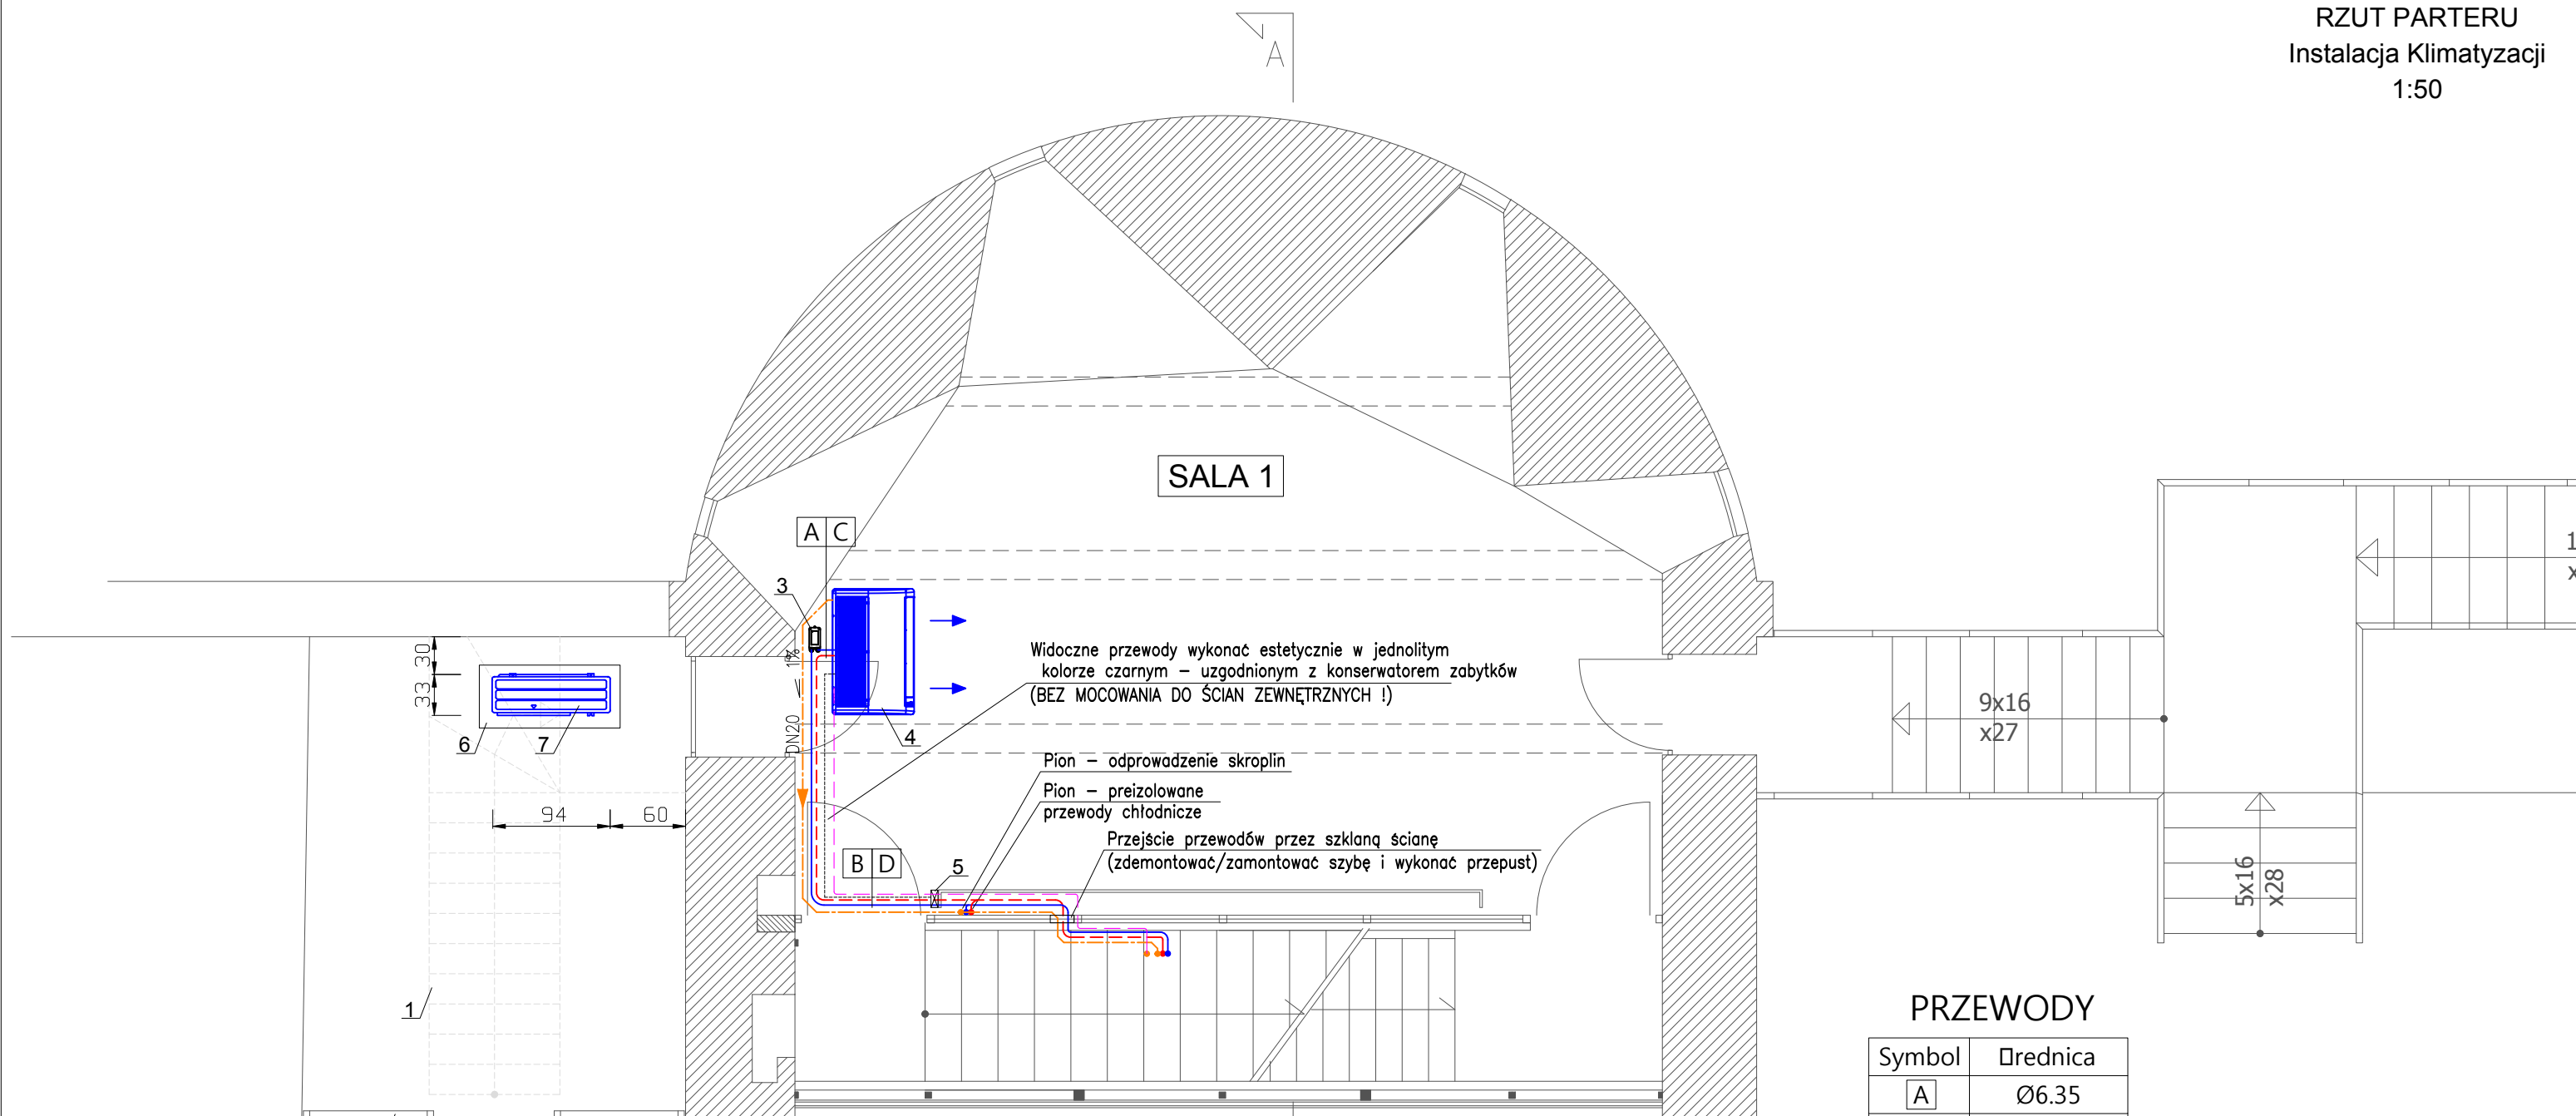 RZUT PARTERU
Instalacja Klimatyzacji
1:50
A
SALA 1
A C
3
1%
DN20
4
Widoczne przewody wykonać estetycznie w jednolitym
kolorze czarnym – uzgodnionym z konserwatorem zabytków
(BEZ MOCOWANIA DO ŚCIAN ZEWNĘTRZNYCH !)
30
33
6
7
94
60
Pion – odprowadzenie skroplin
Pion – preizolowane
przewody chłodnicze
Przejście przewodów przez szklaną ścianę
(zdemontować/zamontować szybę i wykonać przepust)
B D
5
1
9x16
x27
5x16
x28
1
x
PRZEWODY
Symbol □rednica
A Ø6.35